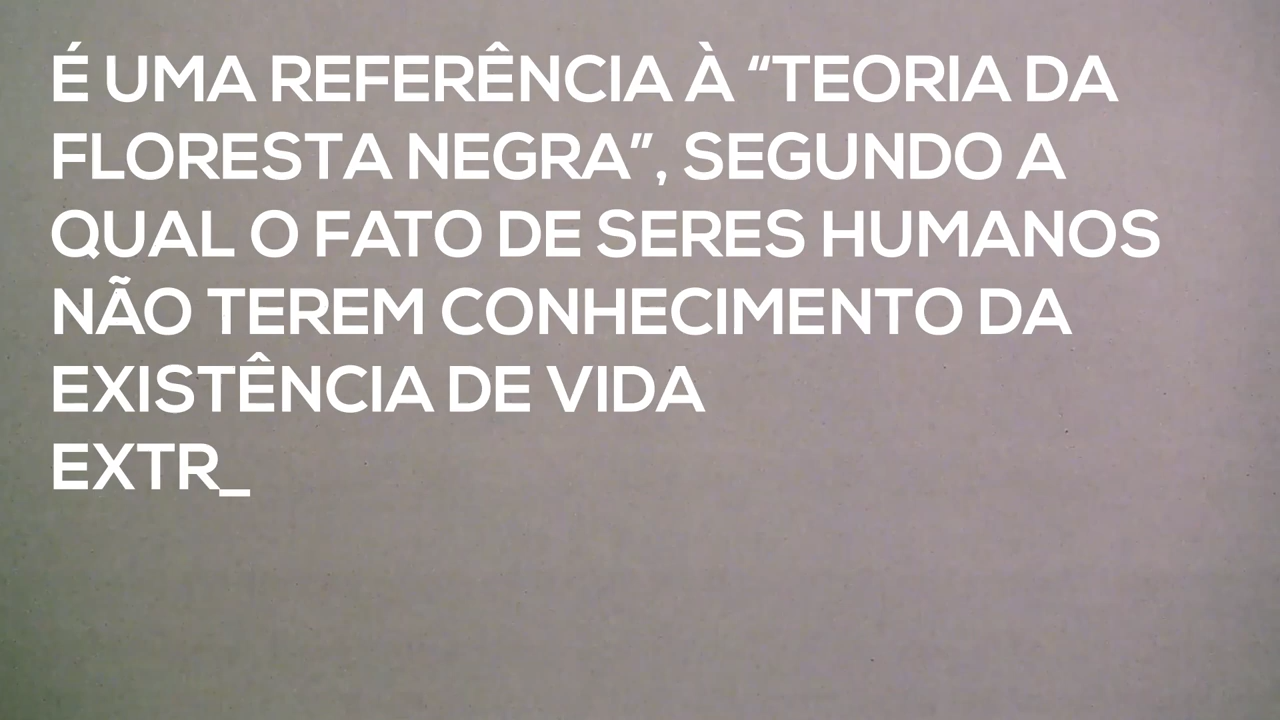 É UMA REFERÊNCIA À “TEORIA DA
FLORESTA NEGRA”, SEGUNDO A
QUAL O FATO DE SERES HUMANOS
NÃO TEREM CONHECIMENTO DA
EXISTÊNCIA DE VIDA
EXTR_